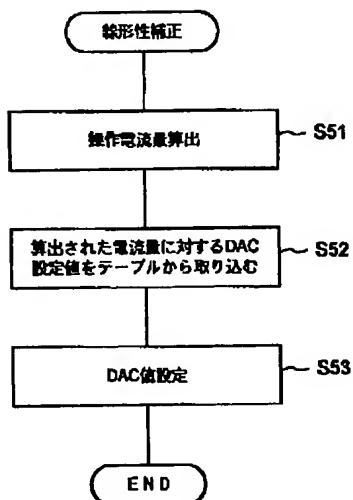 線形性補正
操作電流量算出
S51
算出された電流量に対するDAC
設定値をテーブルから取り込む
S52
DAC値設定
S53
END